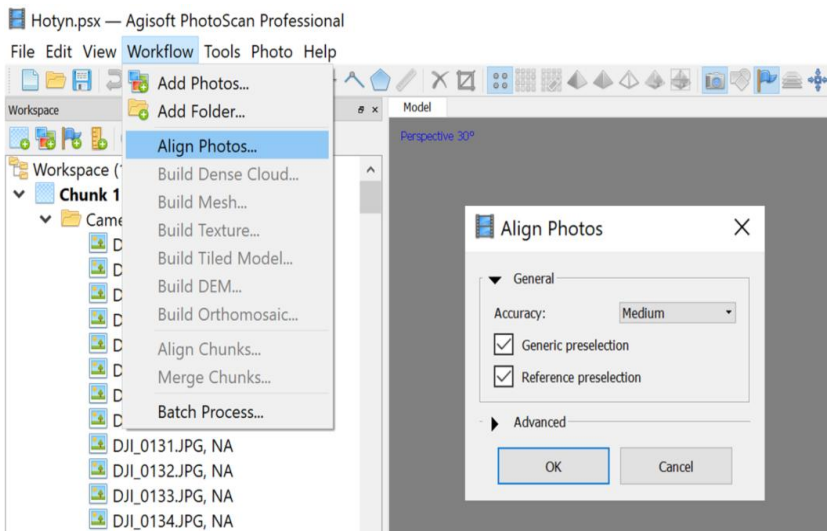 Hotyn.psx — Agisoft PhotoScan Professional
File Edit View Workflow Tools Photo Help
Add Photos...
Add Folder...
Align Photos...
Build Dense Cloud...
Build Mesh...
Build Texture...
Build Tiled Model...
Build DEM...
Build Orthomosaic...
Align Chunks...
Merge Chunks...
Batch Process...
Workspace
Workspace (
Chunk 1
Came
D
D
D
D
D
D
D
D
DJI_0131.JPG, NA
DJI_0132.JPG, NA
DJI_0133.JPG, NA
DJI_0134.JPG, NA
Model
Perspective 30°
Align Photos
General
Accuracy: Medium
Generic preselection
Reference preselection
Advanced
OK Cancel